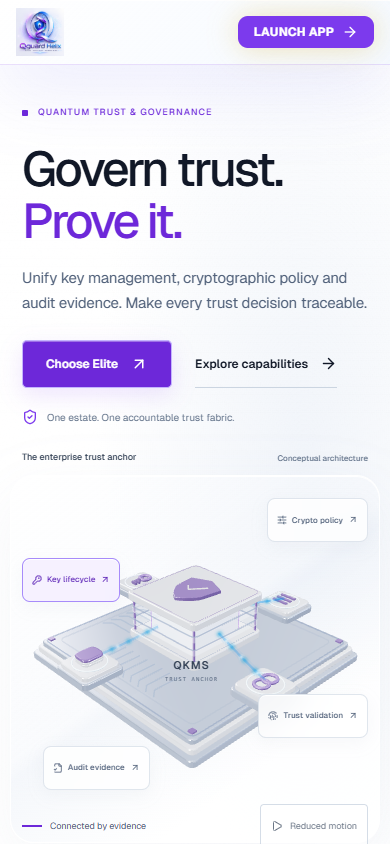 Qguard Helix
LAUNCH APP
QUANTUM TRUST & GOVERNANCE
Govern trust.
Prove it.
Unify key management, cryptographic policy and
audit evidence. Make every trust decision traceable.
Choose Elite
Explore capabilities
One estate. One accountable trust fabric.
The enterprise trust anchor
Conceptual architecture
Crypto policy
Key lifecycle
QKMS
TRUST ANCHOR
Trust validation
Audit evidence
Connected by evidence
Reduced motion